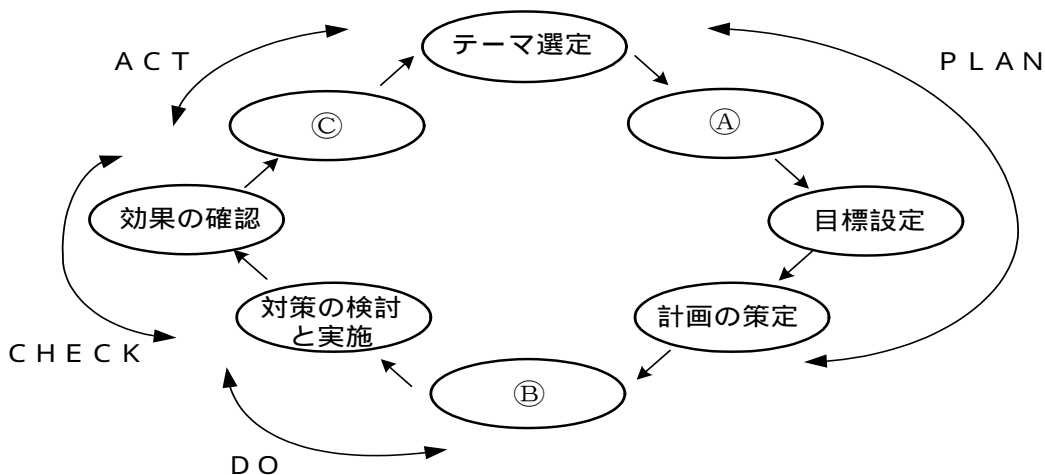 テーマ選定
ACT
PLAN
Ⓒ
Ⓐ
効果の確認
目標設定
対策の検討
と実施
計画の策定
CHECK
Ⓑ
DO